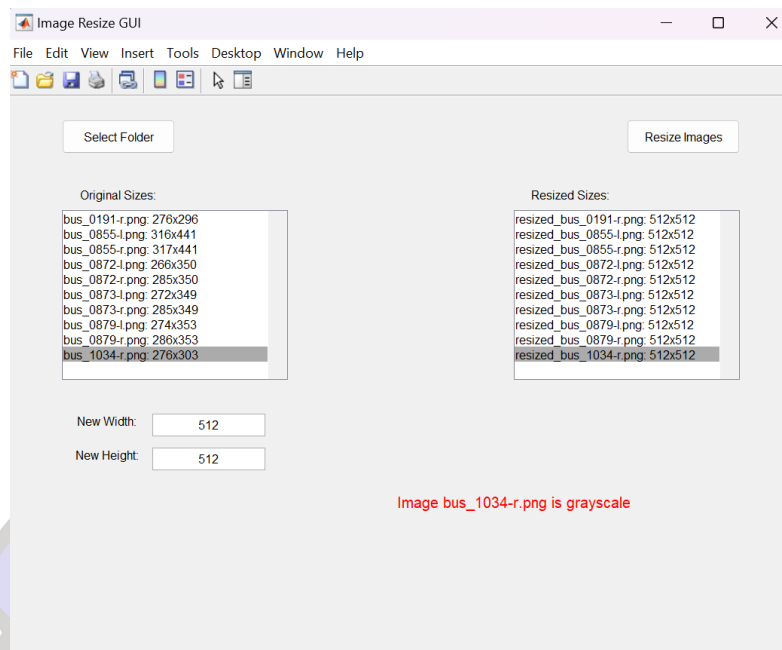 Image Resize GUI
File Edit View Insert Tools Desktop Window Help
Select Folder
Resize Images
Original Sizes:
bus_0191-r.png: 276x296
bus_0855-l.png: 316x441
bus_0855-r.png: 317x441
bus_0872-l.png: 266x350
bus_0872-r.png: 285x350
bus_0873-l.png: 272x349
bus_0873-r.png: 285x349
bus_0879-l.png: 274x353
bus_0879-r.png: 286x353
bus_1034-r.png: 276x303
Resized Sizes:
resized_bus_0191-r.png: 512x512
resized_bus_0855-l.png: 512x512
resized_bus_0855-r.png: 512x512
resized_bus_0872-l.png: 512x512
resized_bus_0872-r.png: 512x512
resized_bus_0873-l.png: 512x512
resized_bus_0873-r.png: 512x512
resized_bus_0879-l.png: 512x512
resized_bus_0879-r.png: 512x512
resized_bus_1034-r.png: 512x512
New Width: 512
New Height: 512
Image bus_1034-r.png is grayscale